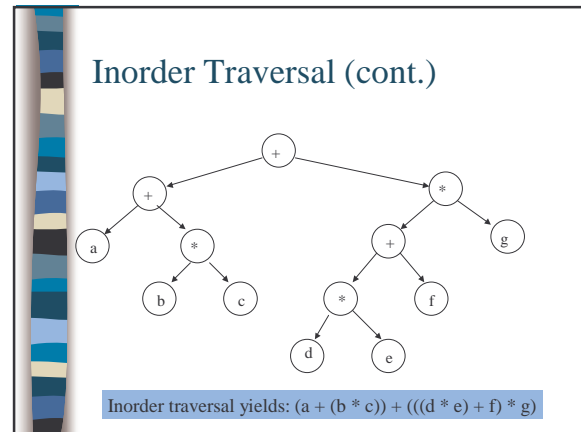 Inorder Traversal (cont.)
+
+
*
a
*
+
g
b
c
*
f
d
e
Inorder traversal yields: (a + (b * c)) + (((d * e) + f) * g)